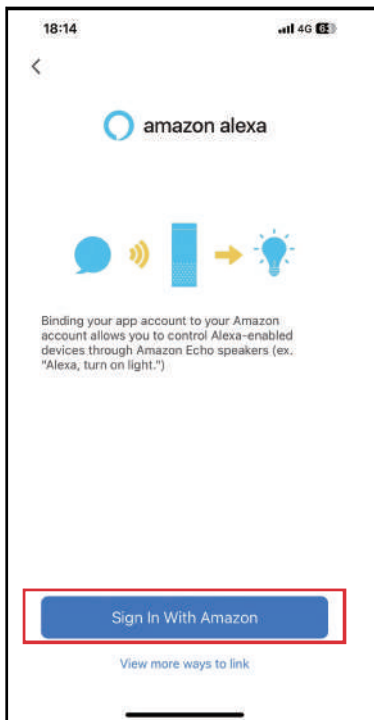 18:14
4G
amazon alexa
Binding your app account to your Amazon
account allows you to control Alexa-enabled
devices through Amazon Echo speakers (ex.
"Alexa, turn on light.")
Sign In With Amazon
View more ways to link